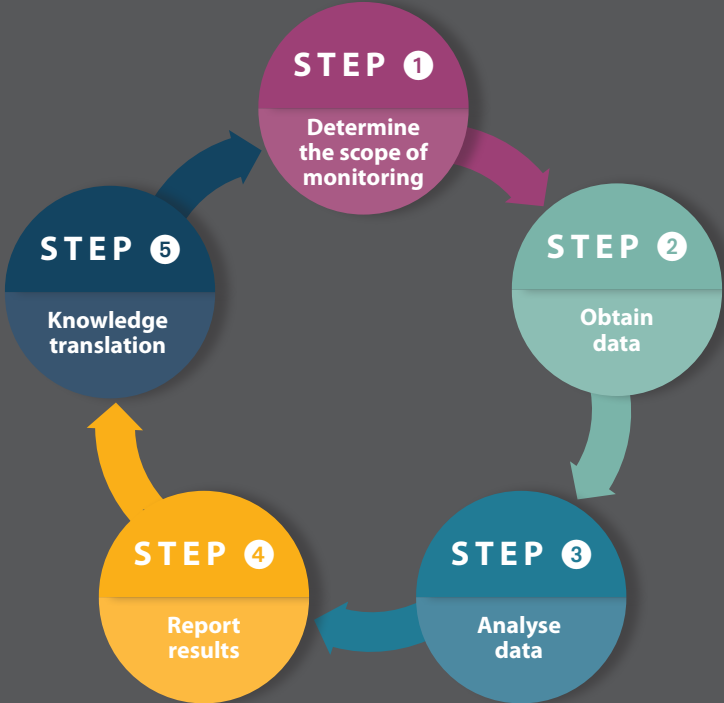 STEP 1
Determine
the scope of
monitoring
STEP 2
Obtain
data
STEP 3
Analyse
data
STEP 4
Report
results
STEP 5
Knowledge
translation